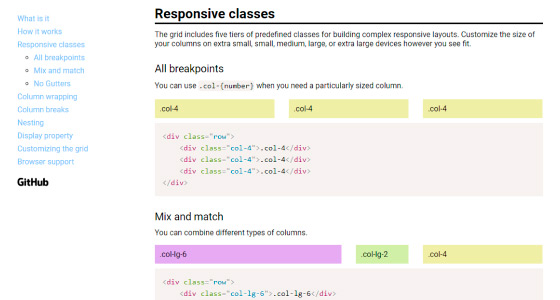 What is it
How it works
Responsive classes
All breakpoints
Mix and match
No Gutters
Column wrapping
Column breaks
Nesting
Display property
Customizing the grid
Browser support
GitHub
Responsive classes
The grid includes five tiers of predefined classes for building complex responsive layouts. Customize the size
of your columns on extra small, small, medium, large, or extra large devices however you see fit.
All breakpoints
You can use .col-{number} when you need a particularly sized column.
.col-4 .col-4 .col-4
<div class="row">
<div class="col-4">.col-4</div>
<div class="col-4">.col-4</div>
<div class="col-4">.col-4</div>
</div>
Mix and match
You can combine different types of columns.
.col-lg-6 .col-lg-2 .col-4
<div class="row">
<div class="col-lg-6">.col-lg-6</div>